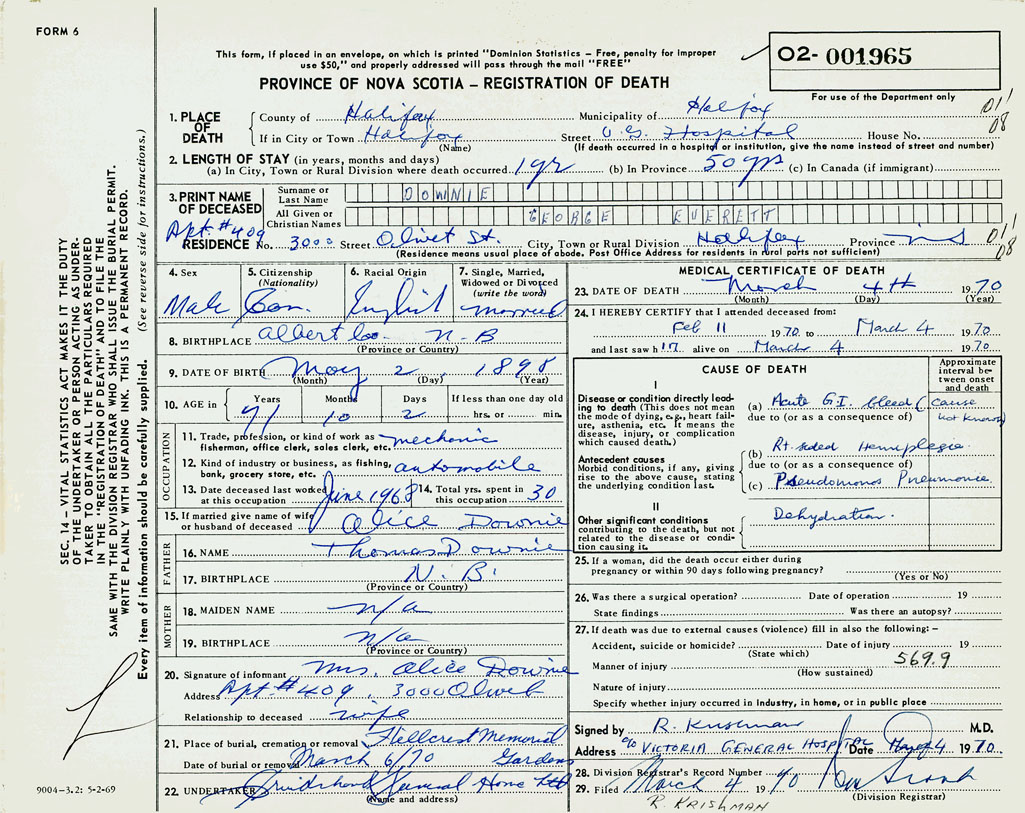 FORM 6
This form, if placed in an envelope, on which is printed "Dominion Statistics – Free, penalty for improper
use $50," and properly addressed will pass through the mail "FREE"
PROVINCE OF NOVA SCOTIA – REGISTRATION OF DEATH
02- 001965
For use of the Department only
1. PLACE OF DEATH
County of Halifax Municipality of Halifax
01' 08
If in City or Town Halifax Street V.G. Hospital House No.
(Name) (If death occurred in a hospital or institution, give the name instead of street and number)
2. LENGTH OF STAY (in years, months and days)
(a) In City, Town or Rural Division where death occurred 1 yr (b) In Province 50 yrs (c) In Canada (if immigrant)
3. PRINT NAME OF DECEASED
Surname or Last Name DOWNIE
All Given or Christian Names GEORGE EVERETT
Apt. #409
RESIDENCE No. 3000 Street Olivet St. City, Town or Rural Division Halifax Province NS
01' 08
(Residence means usual place of abode. Post Office Address for residents in rural parts not sufficient)
4. Sex Male
5. Citizenship (Nationality) Can.
6. Racial Origin English
7. Single, Married, Widowed or Divorced (write the word) Married
8. BIRTHPLACE Albert Co. N.B
(Province or Country)
9. DATE OF BIRTH May 2, 1898
(Month) (Day) (Year)
10. AGE in Years 71 Months 10 Days 2 If less than one day old hrs. or min.
OCCUPATION
11. Trade, profession, or kind of work as fisherman, office clerk, sales clerk, etc. mechanic
12. Kind of industry or business, as fishing, bank, grocery store, etc. automobile
13. Date deceased last worked at this occupation June 1968 14. Total yrs. spent in this occupation 30
15. If married give name of wife or husband of deceased Alice Downie
FATHER
16. NAME Thomas Downie
17. BIRTHPLACE N.B.
(Province or Country)
MOTHER
18. MAIDEN NAME n/a
19. BIRTHPLACE n/a
(Province or Country)
20. Signature of informant Mrs. Alice Downie
Address Apt. #409, 3000 Olivet
Relationship to deceased wife
21. Place of burial, cremation or removal Hillcrest Memorial Gardens
Date of burial or removal March 6/70
22. UNDERTAKER Funeral Home Ltd
(Name and address)
MEDICAL CERTIFICATE OF DEATH
23. DATE OF DEATH March 4th 1970
(Month) (Day) (Year)
24. I HEREBY CERTIFY that I attended deceased from:
Feb 11 1970 to March 4 1970
and last saw h im alive on March 4 1970
CAUSE OF DEATH
Approximate interval between onset and death
I
Disease or condition directly leading to death (This does not mean the mode of dying, e.g., heart failure, asthenia, etc. It means the disease, injury, or complication which caused death.)
(a) Acute G.I. bleed (cause not known)
due to (or as a consequence of)
Antecedent causes
Morbid conditions, if any, giving rise to the above cause, stating the underlying condition last.
(b) Rt. sided Hemiplegia.
due to (or as a consequence of)
(c) Pseudomonas Pneumonia
II
Other significant conditions contributing to the death, but not related to the disease or condition causing it.
Dehydration.
25. If a woman, did the death occur either during
pregnancy or within 90 days following pregnancy?
(Yes or No)
26. Was there a surgical operation? Date of operation 19
State findings Was there an autopsy?
27. If death was due to external causes (violence) fill in also the following: –
Accident, suicide or homicide? Date of injury 19
(State which)
569.9
Manner of injury
(How sustained)
Nature of injury
Specify whether injury occurred in industry, in home, or in public place
Signed by R. Krishman M.D.
Address c/o VICTORIA GENERAL HOSPITAL Date March 4 1970
28. Division Registrar's Record Number
29. Filed March 4 1970
(Division Registrar)
R. KRISHMAN
SEC. 14 – VITAL STATISTICS ACT MAKES IT THE DUTY
OF THE UNDERTAKER OR PERSON ACTING AS UNDER-
TAKER TO OBTAIN ALL THE PARTICULARS REQUIRED
IN THE "REGISTRATION OF DEATH" AND TO FILE THE
SAME WITH THE DIVISION REGISTRAR WHO SHALL ISSUE THE BURIAL PERMIT.
WRITE PLAINLY WITH UNFADING INK. THIS IS A PERMANENT RECORD.
Every item of information should be carefully supplied. (See reverse side for instructions.)
9004-3.2: 5-2-69